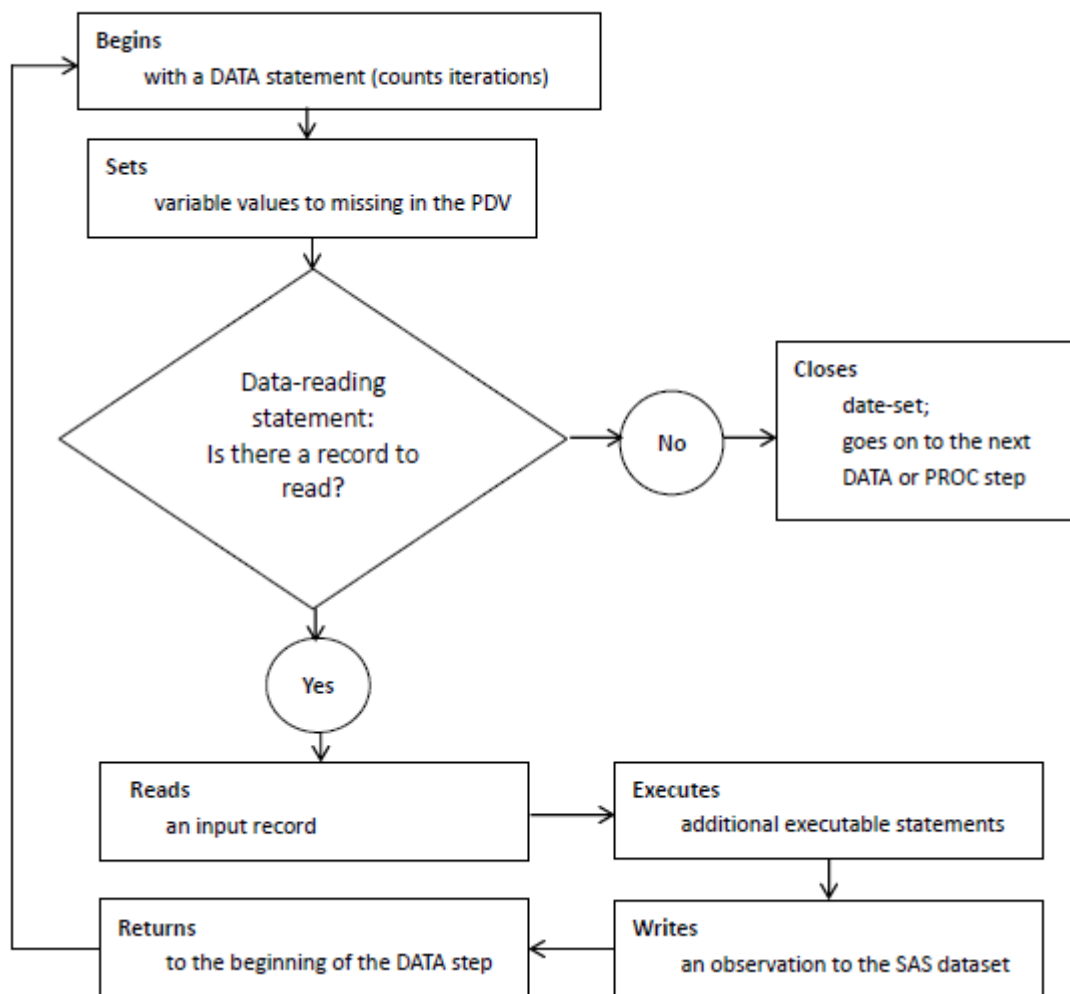 Begins
with a DATA statement (counts iterations)
Sets
variable values to missing in the PDV
Data-reading
statement:
Is there a record to
read?
No
Closes
date-set;
goes on to the next
DATA or PROC step
Yes
Reads
an input record
Executes
additional executable statements
Writes
an observation to the SAS dataset
Returns
to the beginning of the DATA step